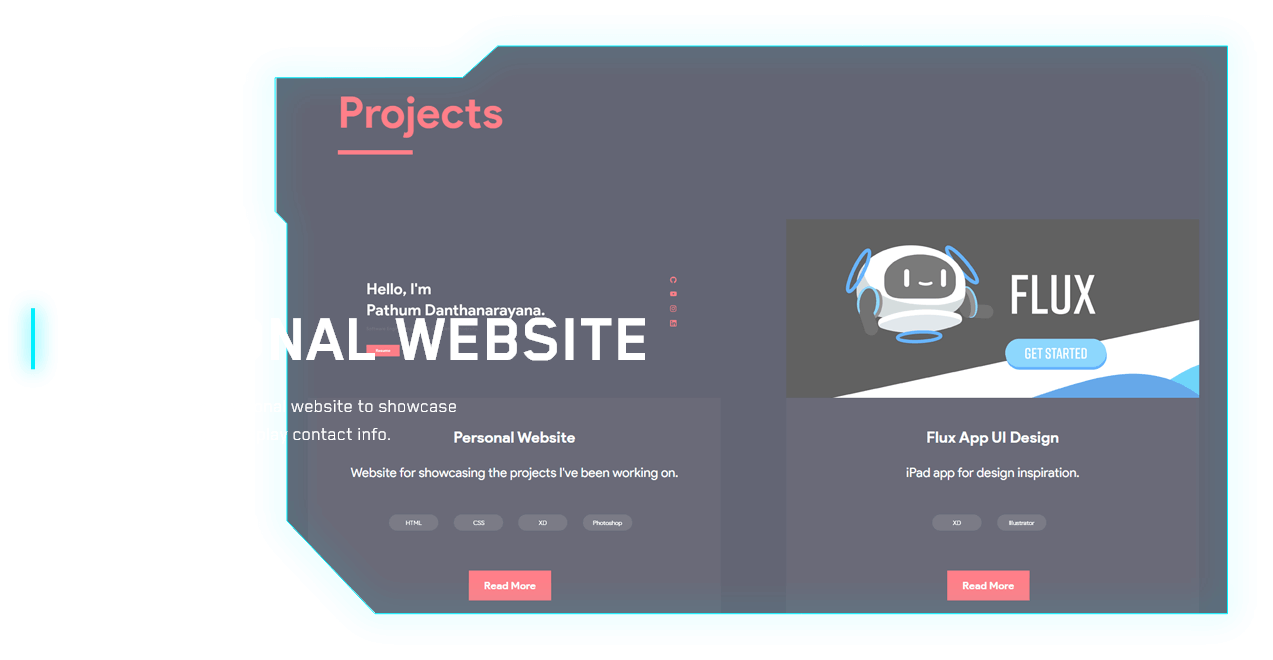 Projects
Hello, I'm
Pathum Danthanarayana.
NAL WEBSITE
website to showcase
contact info.
FLUX
GET STARTED
Personal Website
Website for showcasing the projects I've been working on.
HTML
CSS
XD
Photoshop
Read More
Flux App UI Design
iPad app for design inspiration.
XD
Illustrator
Read More